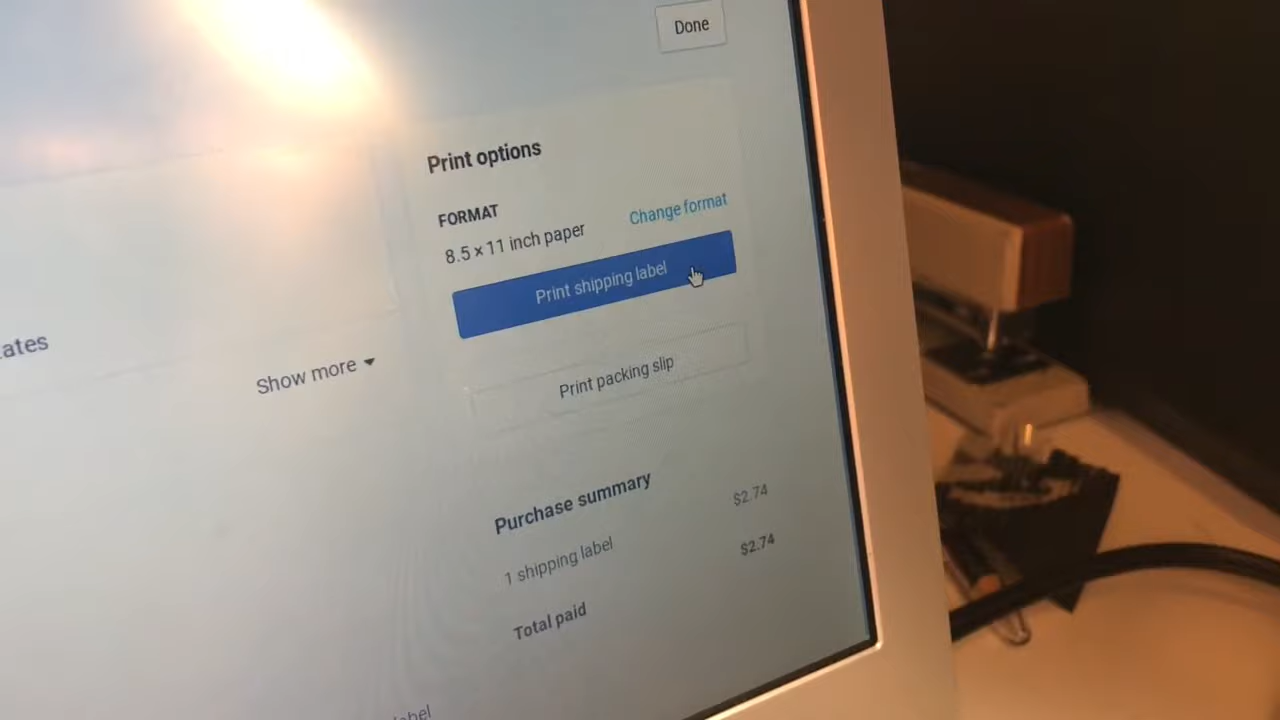 Done
Print options
FORMAT
8.5 x 11 inch paper
Change format
Print shipping label
Show more
Print packing slip
Purchase summary
1 shipping label
$2.74
Total paid
$2.74